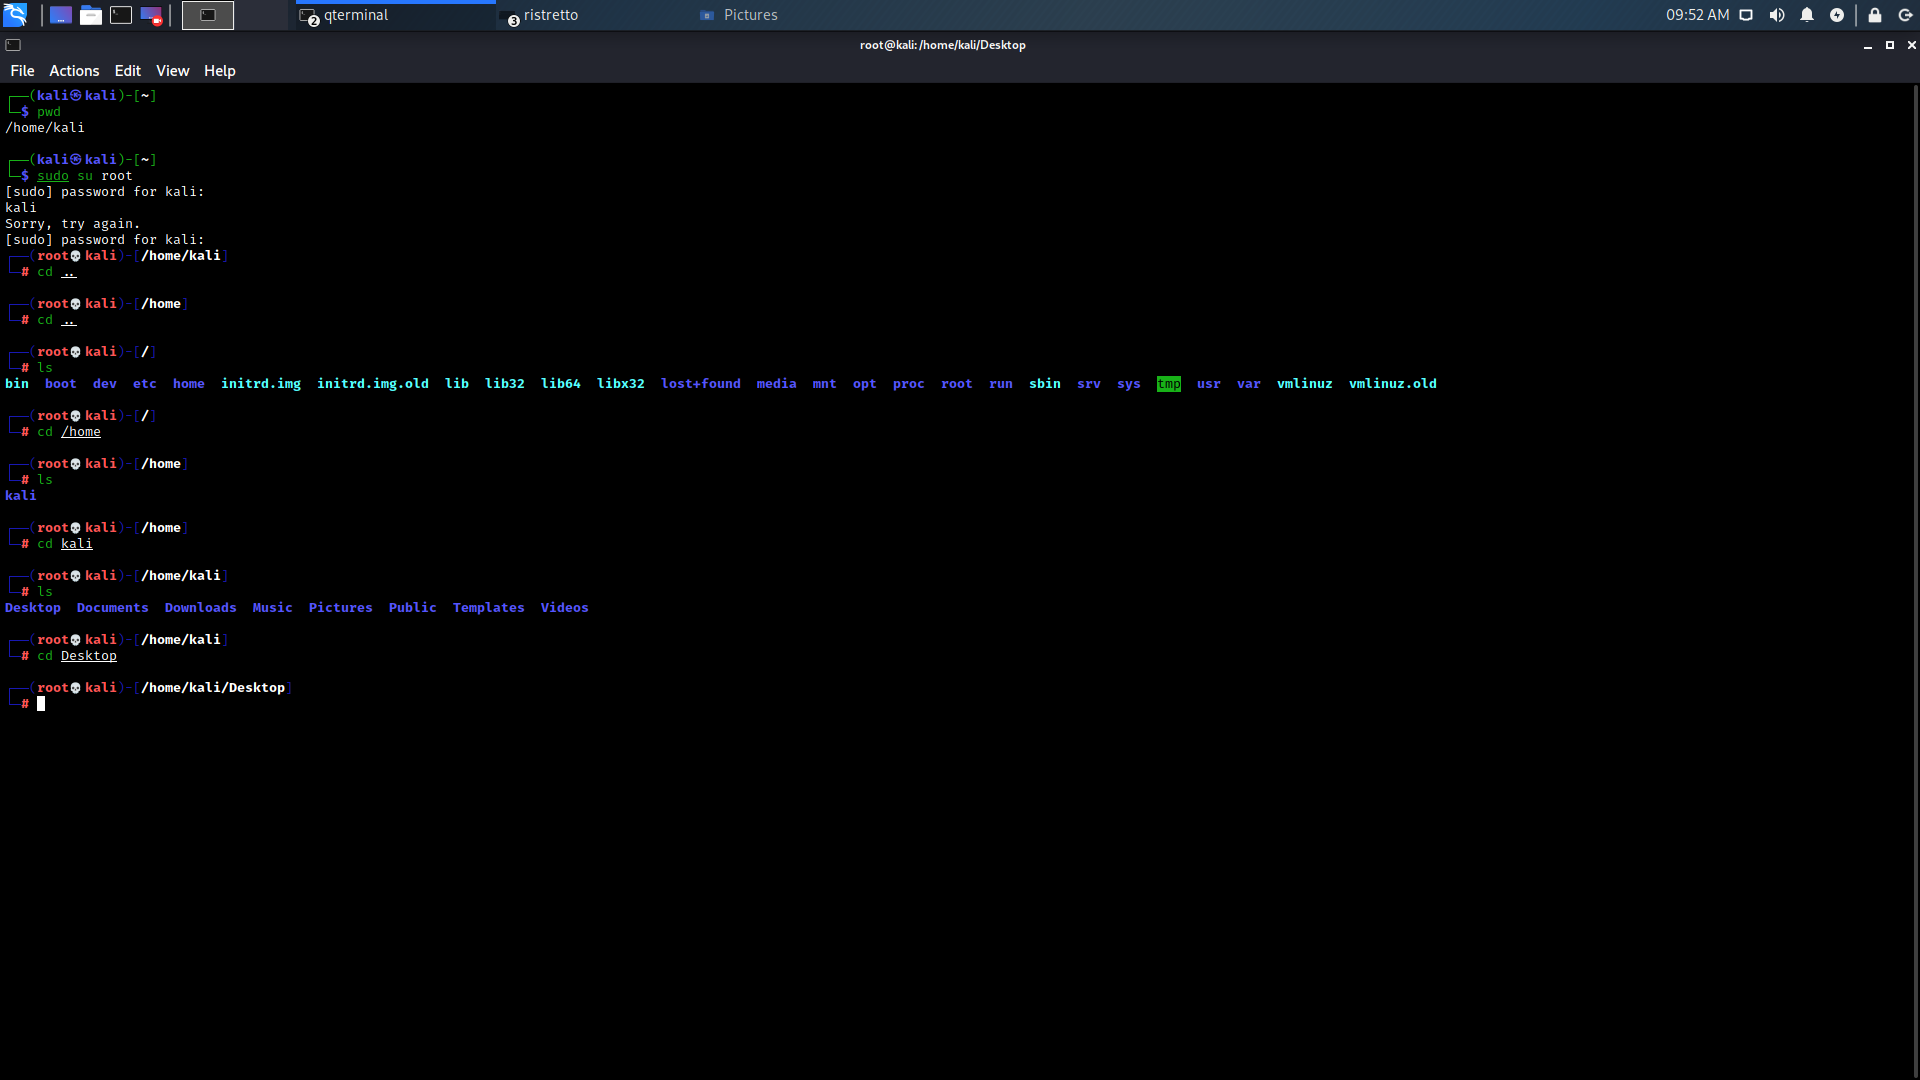 2 qterminal
3 ristretto
Pictures
09:52 AM
root@kali: /home/kali/Desktop
File Actions Edit View Help
┌──(kali㉿kali)-[~]
└─$ pwd
/home/kali
┌──(kali㉿kali)-[~]
└─$ sudo su root
[sudo] password for kali:
kali
Sorry, try again.
[sudo] password for kali:
┌──(root💀kali)-[/home/kali]
└─# cd ..
┌──(root💀kali)-[/home]
└─# cd ..
┌──(root💀kali)-[/]
└─# ls
bin boot dev etc home initrd.img initrd.img.old lib lib32 lib64 libx32 lost+found media mnt opt proc root run sbin srv sys tmp usr var vmlinuz vmlinuz.old
┌──(root💀kali)-[/]
└─# cd /home
┌──(root💀kali)-[/home]
└─# ls
kali
┌──(root💀kali)-[/home]
└─# cd kali
┌──(root💀kali)-[/home/kali]
└─# ls
Desktop Documents Downloads Music Pictures Public Templates Videos
┌──(root💀kali)-[/home/kali]
└─# cd Desktop
┌──(root💀kali)-[/home/kali/Desktop]
└─#